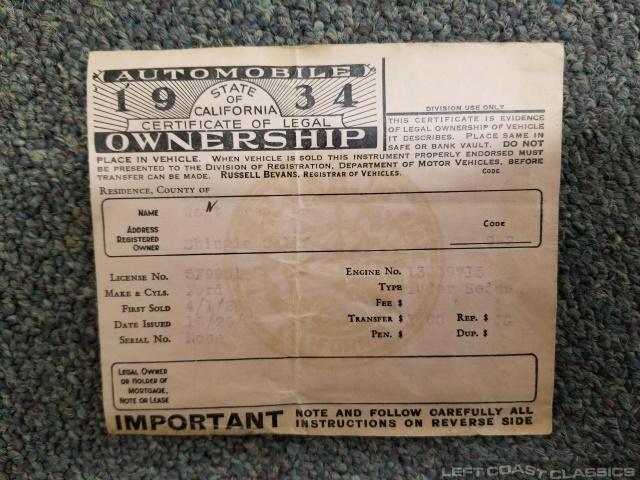 AUTOMOBILE
1934
STATE
OF
CALIFORNIA
CERTIFICATE OF LEGAL
OWNERSHIP
DIVISION USE ONLY
THIS CERTIFICATE IS EVIDENCE
OF LEGAL OWNERSHIP OF VEHICLE
IT DESCRIBES. PLACE SAME IN
SAFE OR BANK VAULT. DO NOT
PLACE IN VEHICLE. WHEN VEHICLE IS SOLD THIS INSTRUMENT PROPERLY ENDORSED MUST
BE PRESENTED TO THE DIVISION OF REGISTRATION, DEPARTMENT OF MOTOR VEHICLES, BEFORE
TRANSFER CAN BE MADE. RUSSELL BEVANS, REGISTRAR OF VEHICLES. CODE
RESIDENCE, COUNTY OF
NAME
ADDRESS CODE
REGISTERED
OWNER
LICENSE NO. ENGINE NO.
MAKE & CYLS. Ford TYPE Sedan
FIRST SOLD FEE $
DATE ISSUED TRANSFER $ REP. $
SERIAL NO. None PEN. $ DUP. $
LEGAL OWNER
OR HOLDER OF
MORTGAGE,
NOTE OR LEASE
IMPORTANT NOTE AND FOLLOW CAREFULLY ALL
INSTRUCTIONS ON REVERSE SIDE
LEFT COAST CLASSICS